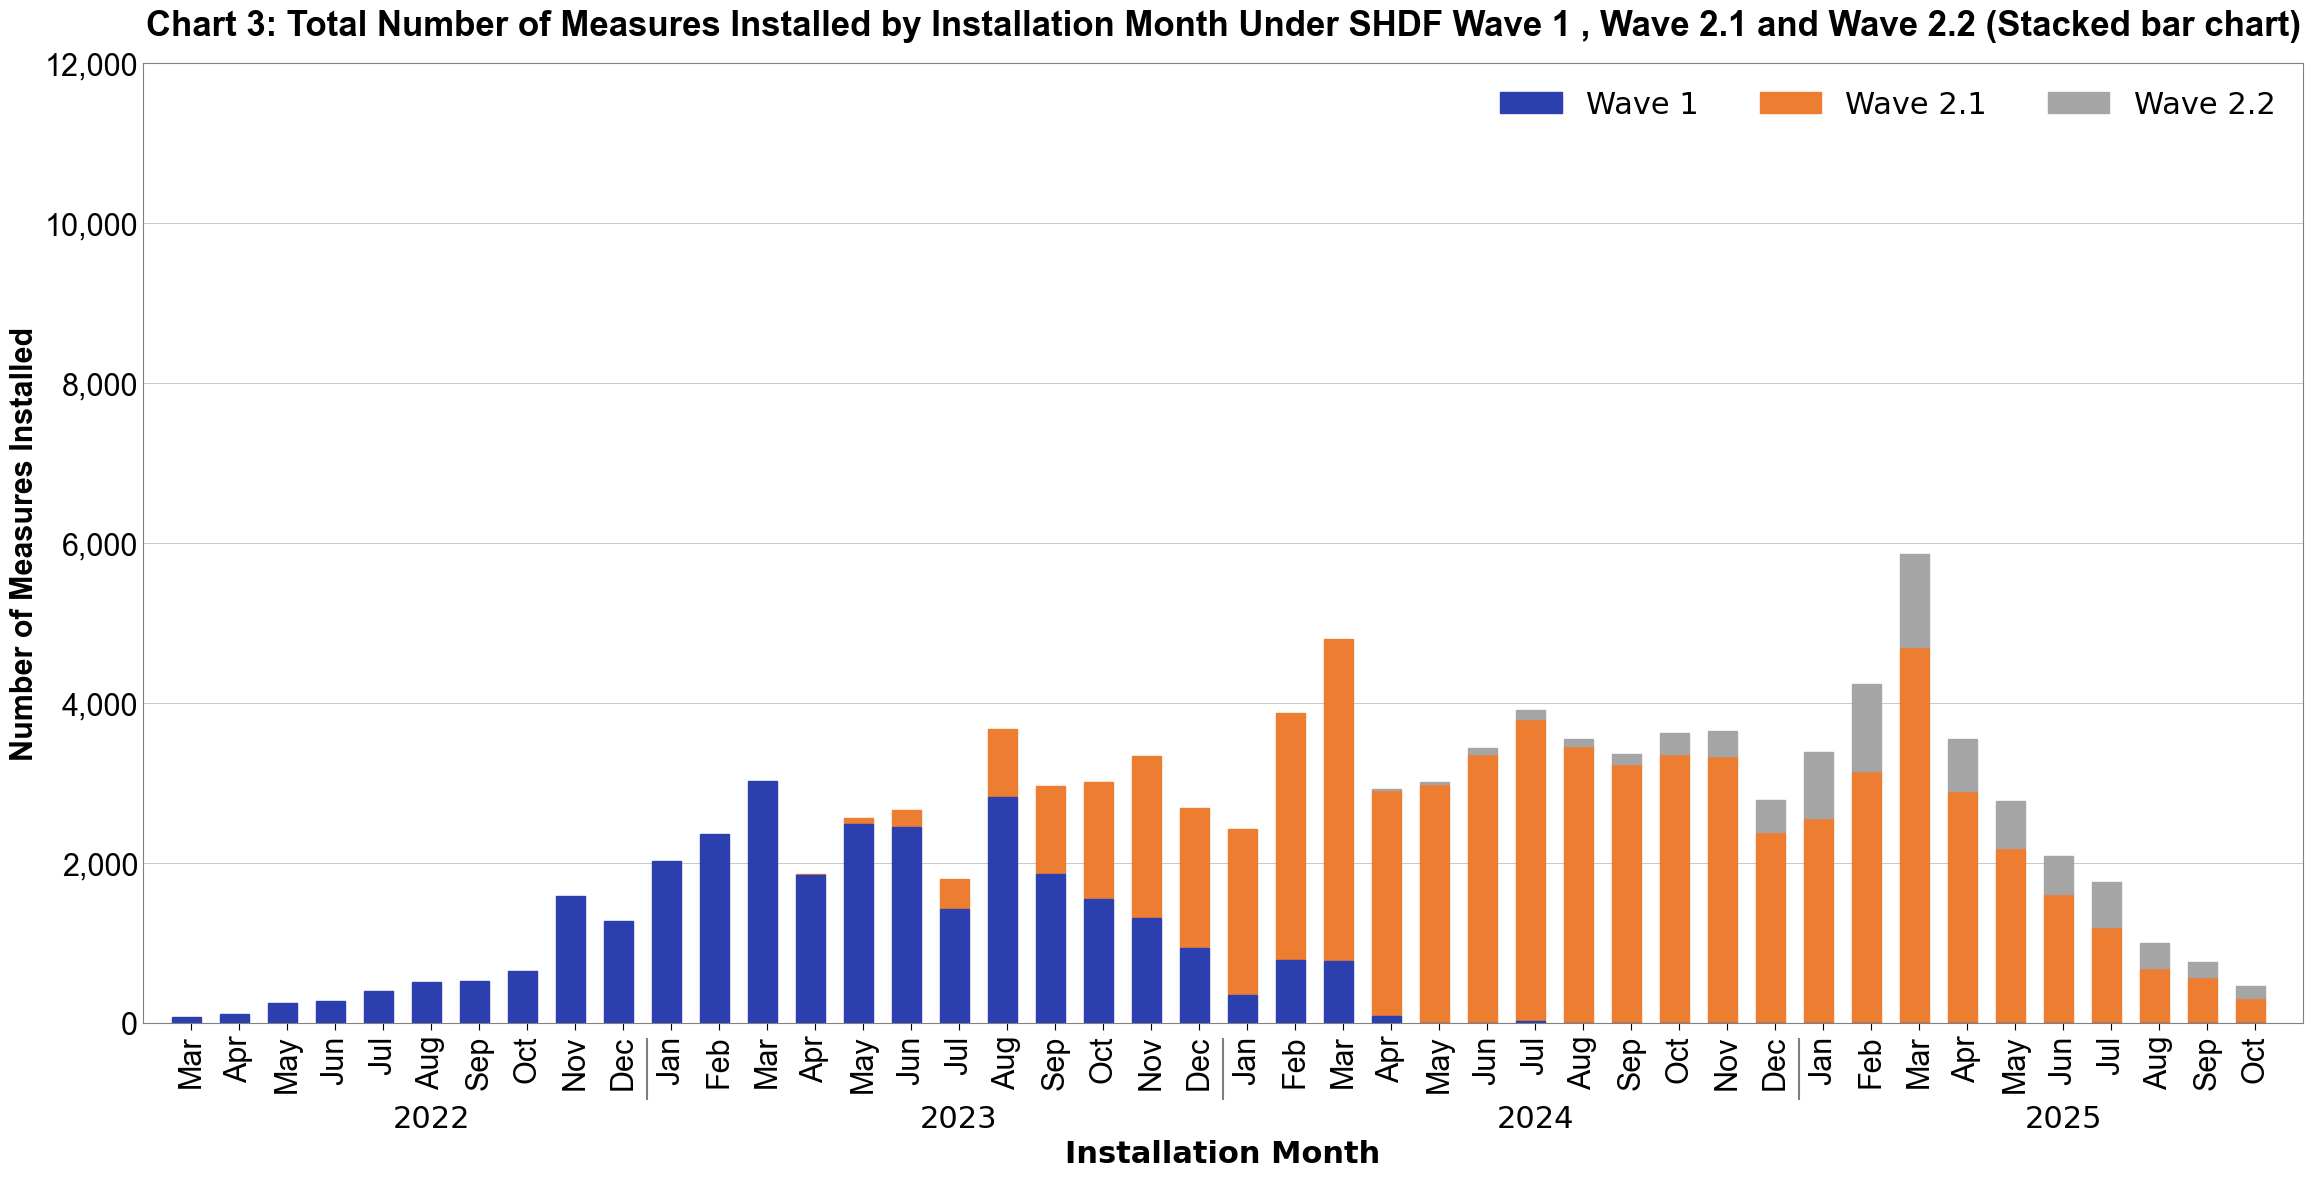 Chart 3: Total Number of Measures Installed by Installation Month Under SHDF Wave 1 , Wave 2.1 and Wave 2.2 (Stacked bar chart)
Wave 1 Wave 2.1 Wave 2.2
Number of Measures Installed
12,000
10,000
8,000
6,000
4,000
2,000
0
Mar Apr May Jun Jul Aug Sep Oct Nov Dec Jan Feb Mar Apr May Jun Jul Aug Sep Oct Nov Dec Jan Feb Mar Apr May Jun Jul Aug Sep Oct Nov Dec Jan Feb Mar Apr May Jun Jul Aug Sep Oct
2022 2023 2024 2025
Installation Month